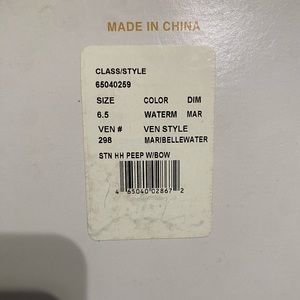 MADE IN CHINA
CLASS/STYLE
65040259
SIZE COLOR DIM
6.5 WATERM MAR
VEN # VEN STYLE
298 MARIBELLEWATER
STN HH PEEP W/BOW
4 65040 02867 2